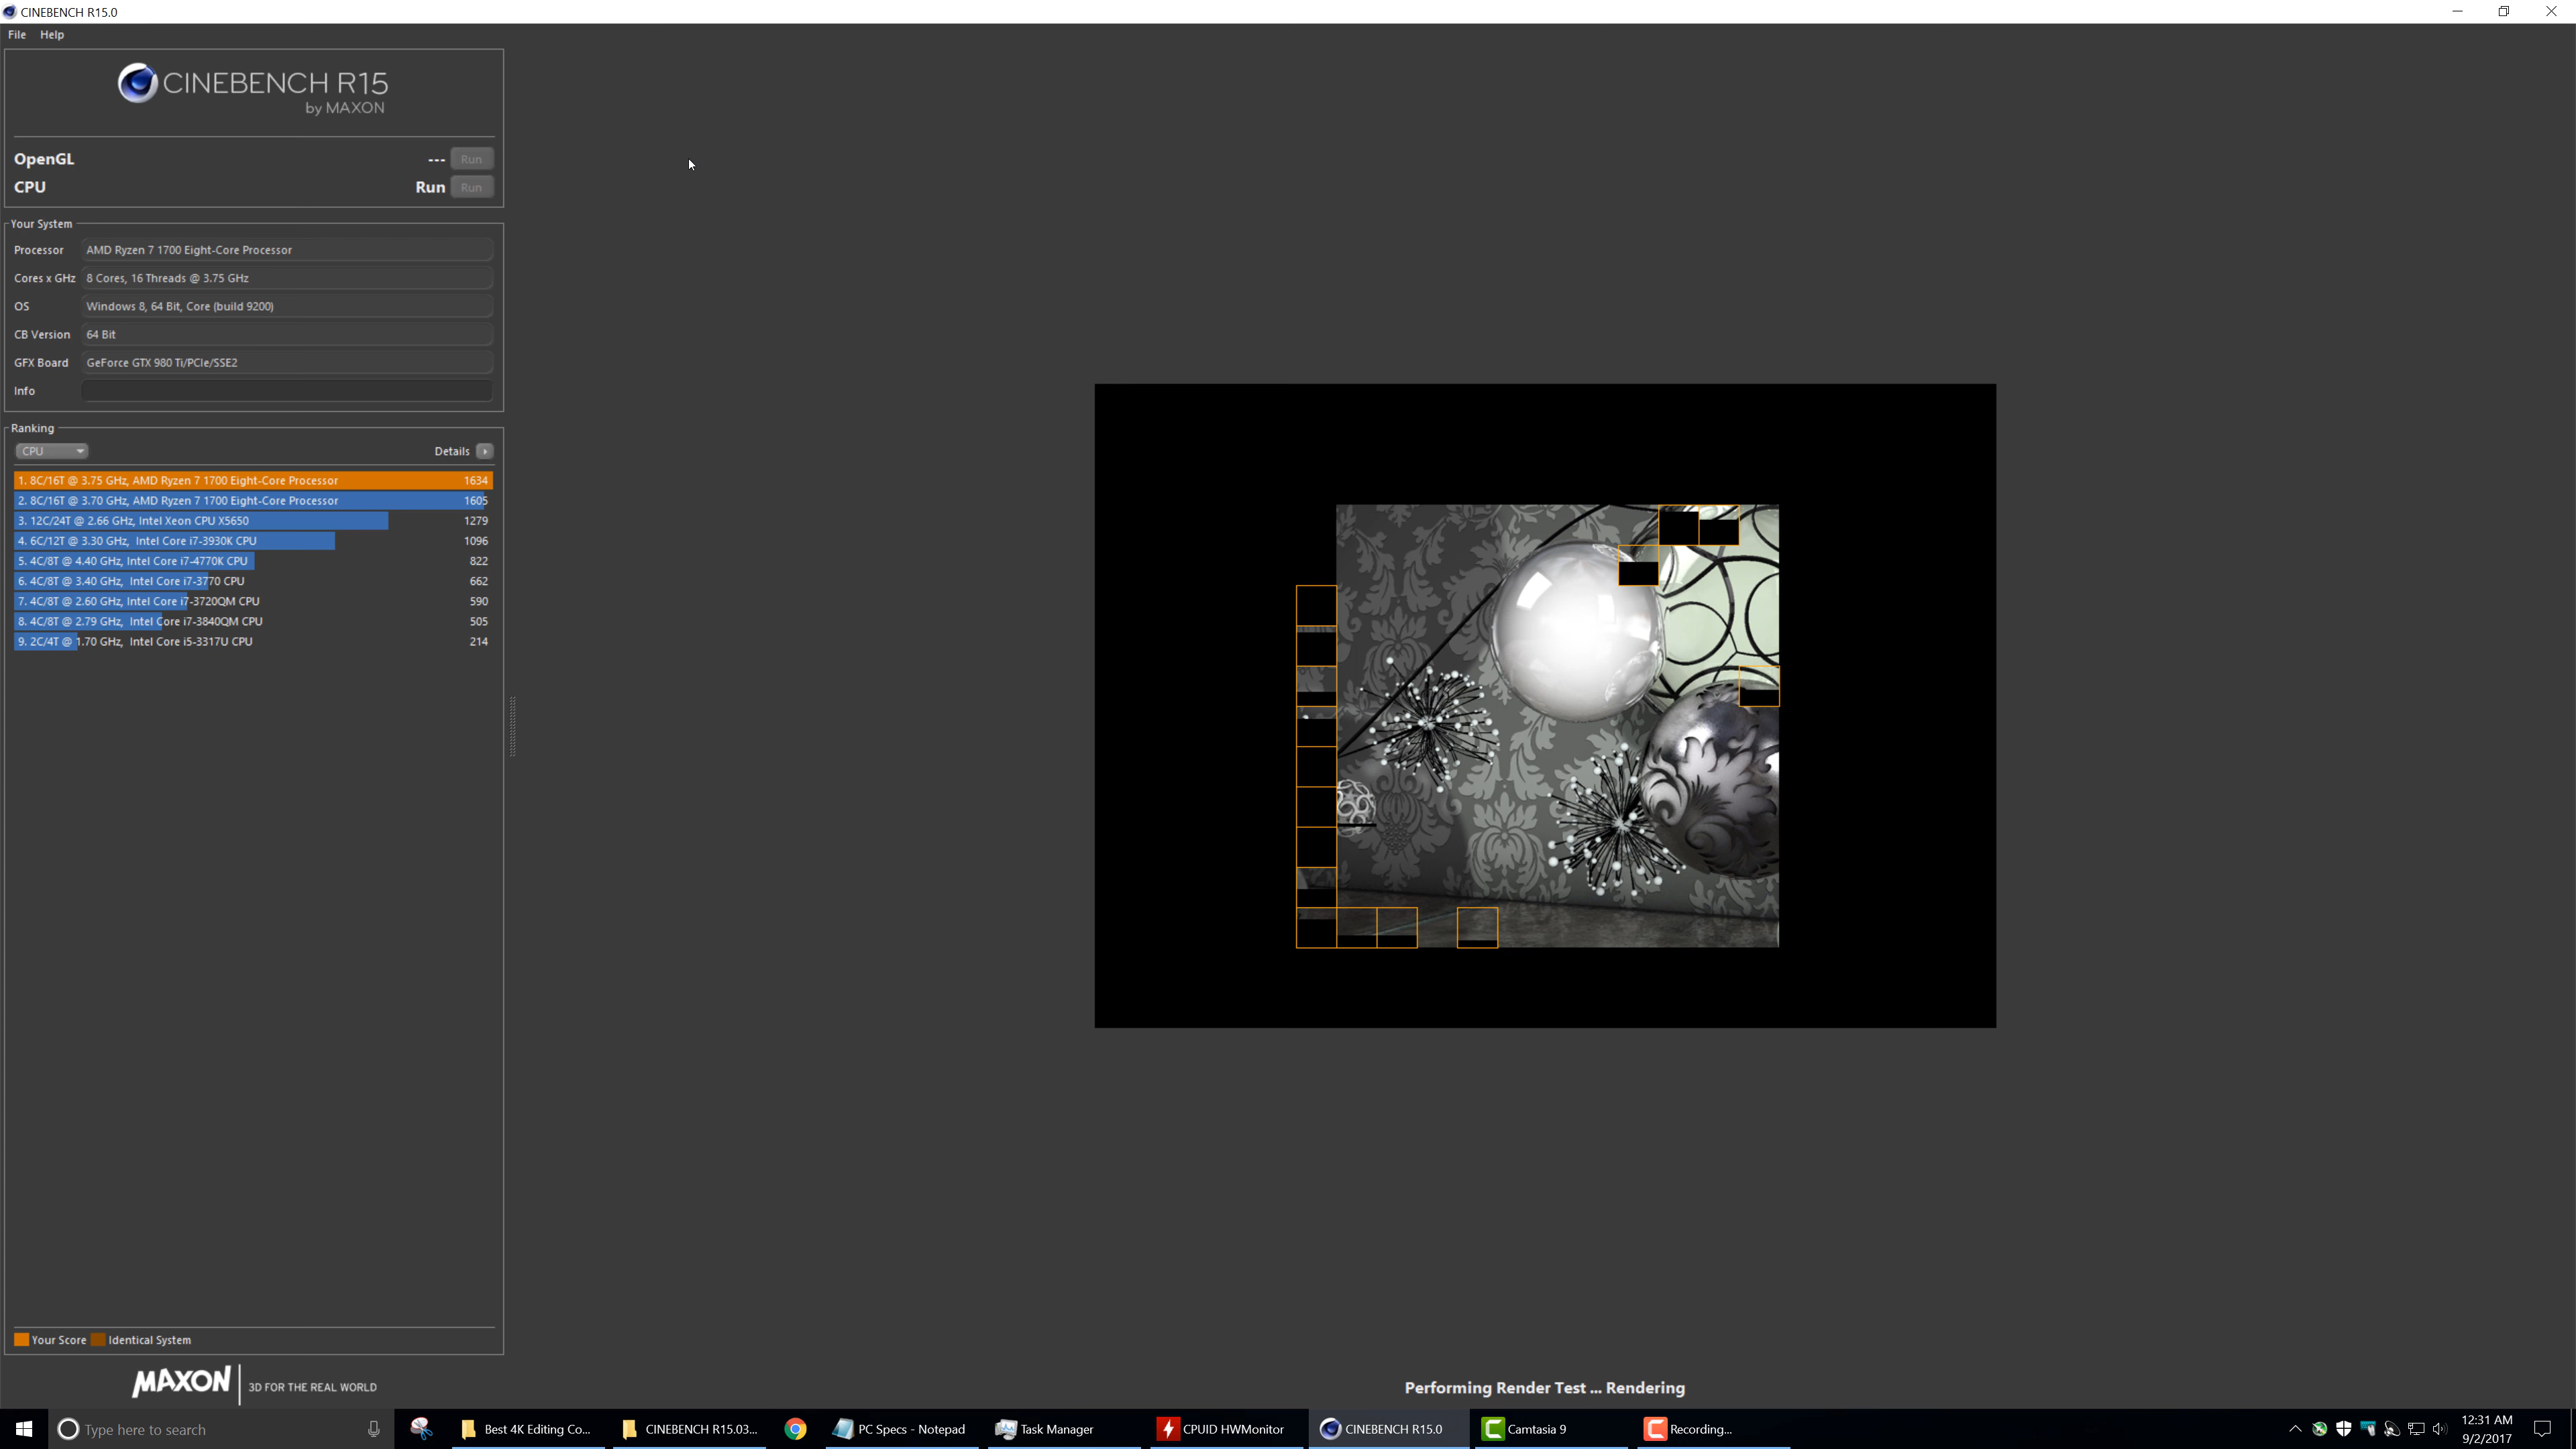 CINEBENCH R15.0
File Help
CINEBENCH R15
by MAXON
OpenGL --- Run
CPU Run Run
Your System
Processor AMD Ryzen 7 1700 Eight-Core Processor
Cores x GHz 8 Cores, 16 Threads @ 3.75 GHz
OS Windows 8, 64 Bit, Core (build 9200)
CB Version 64 Bit
GFX Board GeForce GTX 980 Ti/PCIe/SSE2
Info
Ranking
CPU Details
1. 8C/16T @ 3.75 GHz, AMD Ryzen 7 1700 Eight-Core Processor 1634
2. 8C/16T @ 3.70 GHz, AMD Ryzen 7 1700 Eight-Core Processor 1605
3. 12C/24T @ 2.66 GHz, Intel Xeon CPU X5650 1279
4. 6C/12T @ 3.30 GHz, Intel Core i7-3930K CPU 1096
5. 4C/8T @ 4.40 GHz, Intel Core i7-4770K CPU 822
6. 4C/8T @ 3.40 GHz, Intel Core i7-3770 CPU 662
7. 4C/8T @ 2.60 GHz, Intel Core i7-3720QM CPU 590
8. 4C/8T @ 2.79 GHz, Intel Core i7-3840QM CPU 505
9. 2C/4T @ 1.70 GHz, Intel Core i5-3317U CPU 214
Your Score Identical System
MAXON 3D FOR THE REAL WORLD
Performing Render Test ... Rendering
Type here to search Best 4K Editing Co... CINEBENCH R15.03... PC Specs - Notepad Task Manager CPUID HWMonitor CINEBENCH R15.0 Camtasia 9 Recording... 12:31 AM
9/2/2017